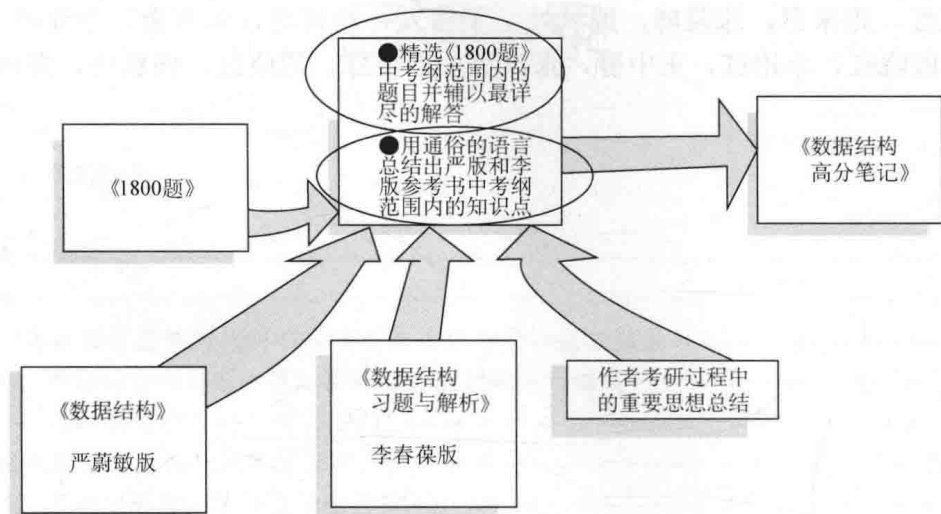 ●精选《1800题》
中考纲范围内的
题目并辅以最详
尽的解答
●用通俗的语言
总结出严版和李
版参考书中考纲
范围内的知识点
《1800题》
《数据结构
高分笔记》
《数据结构》
严蔚敏版
《数据结构
习题与解析》
李春葆版
作者考研过程中
的重要思想总结